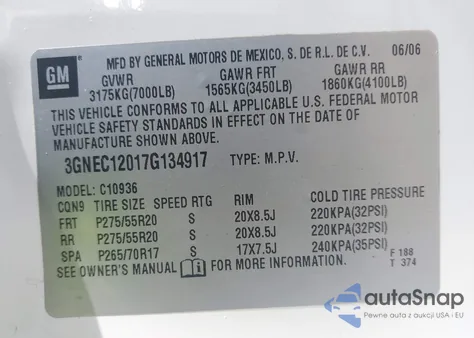 GM
MFD BY GENERAL MOTORS DE MEXICO, S. DE R.L. DE C.V. 06/06
GVWR GAWR FRT GAWR RR
3175KG(7000LB) 1565KG(3450LB) 1860KG(4100LB)
THIS VEHICLE CONFORMS TO ALL APPLICABLE U.S. FEDERAL MOTOR
VEHICLE SAFETY STANDARDS IN EFFECT ON THE DATE OF
MANUFACTURE SHOWN ABOVE.
3GNEC12017G134917 TYPE: M.P.V.
MODEL: C10936
CQN9 TIRE SIZE SPEED RTG RIM COLD TIRE PRESSURE
FRT P275/55R20 S 20X8.5J 220KPA(32PSI)
RR P275/55R20 S 20X8.5J 220KPA(32PSI)
SPA P265/70R17 S 17X7.5J 240KPA(35PSI)
SEE OWNER'S MANUAL i FOR MORE INFORMATION.
F 188
T 374
autaSnap
Pewne auta z aukcji USA i EU